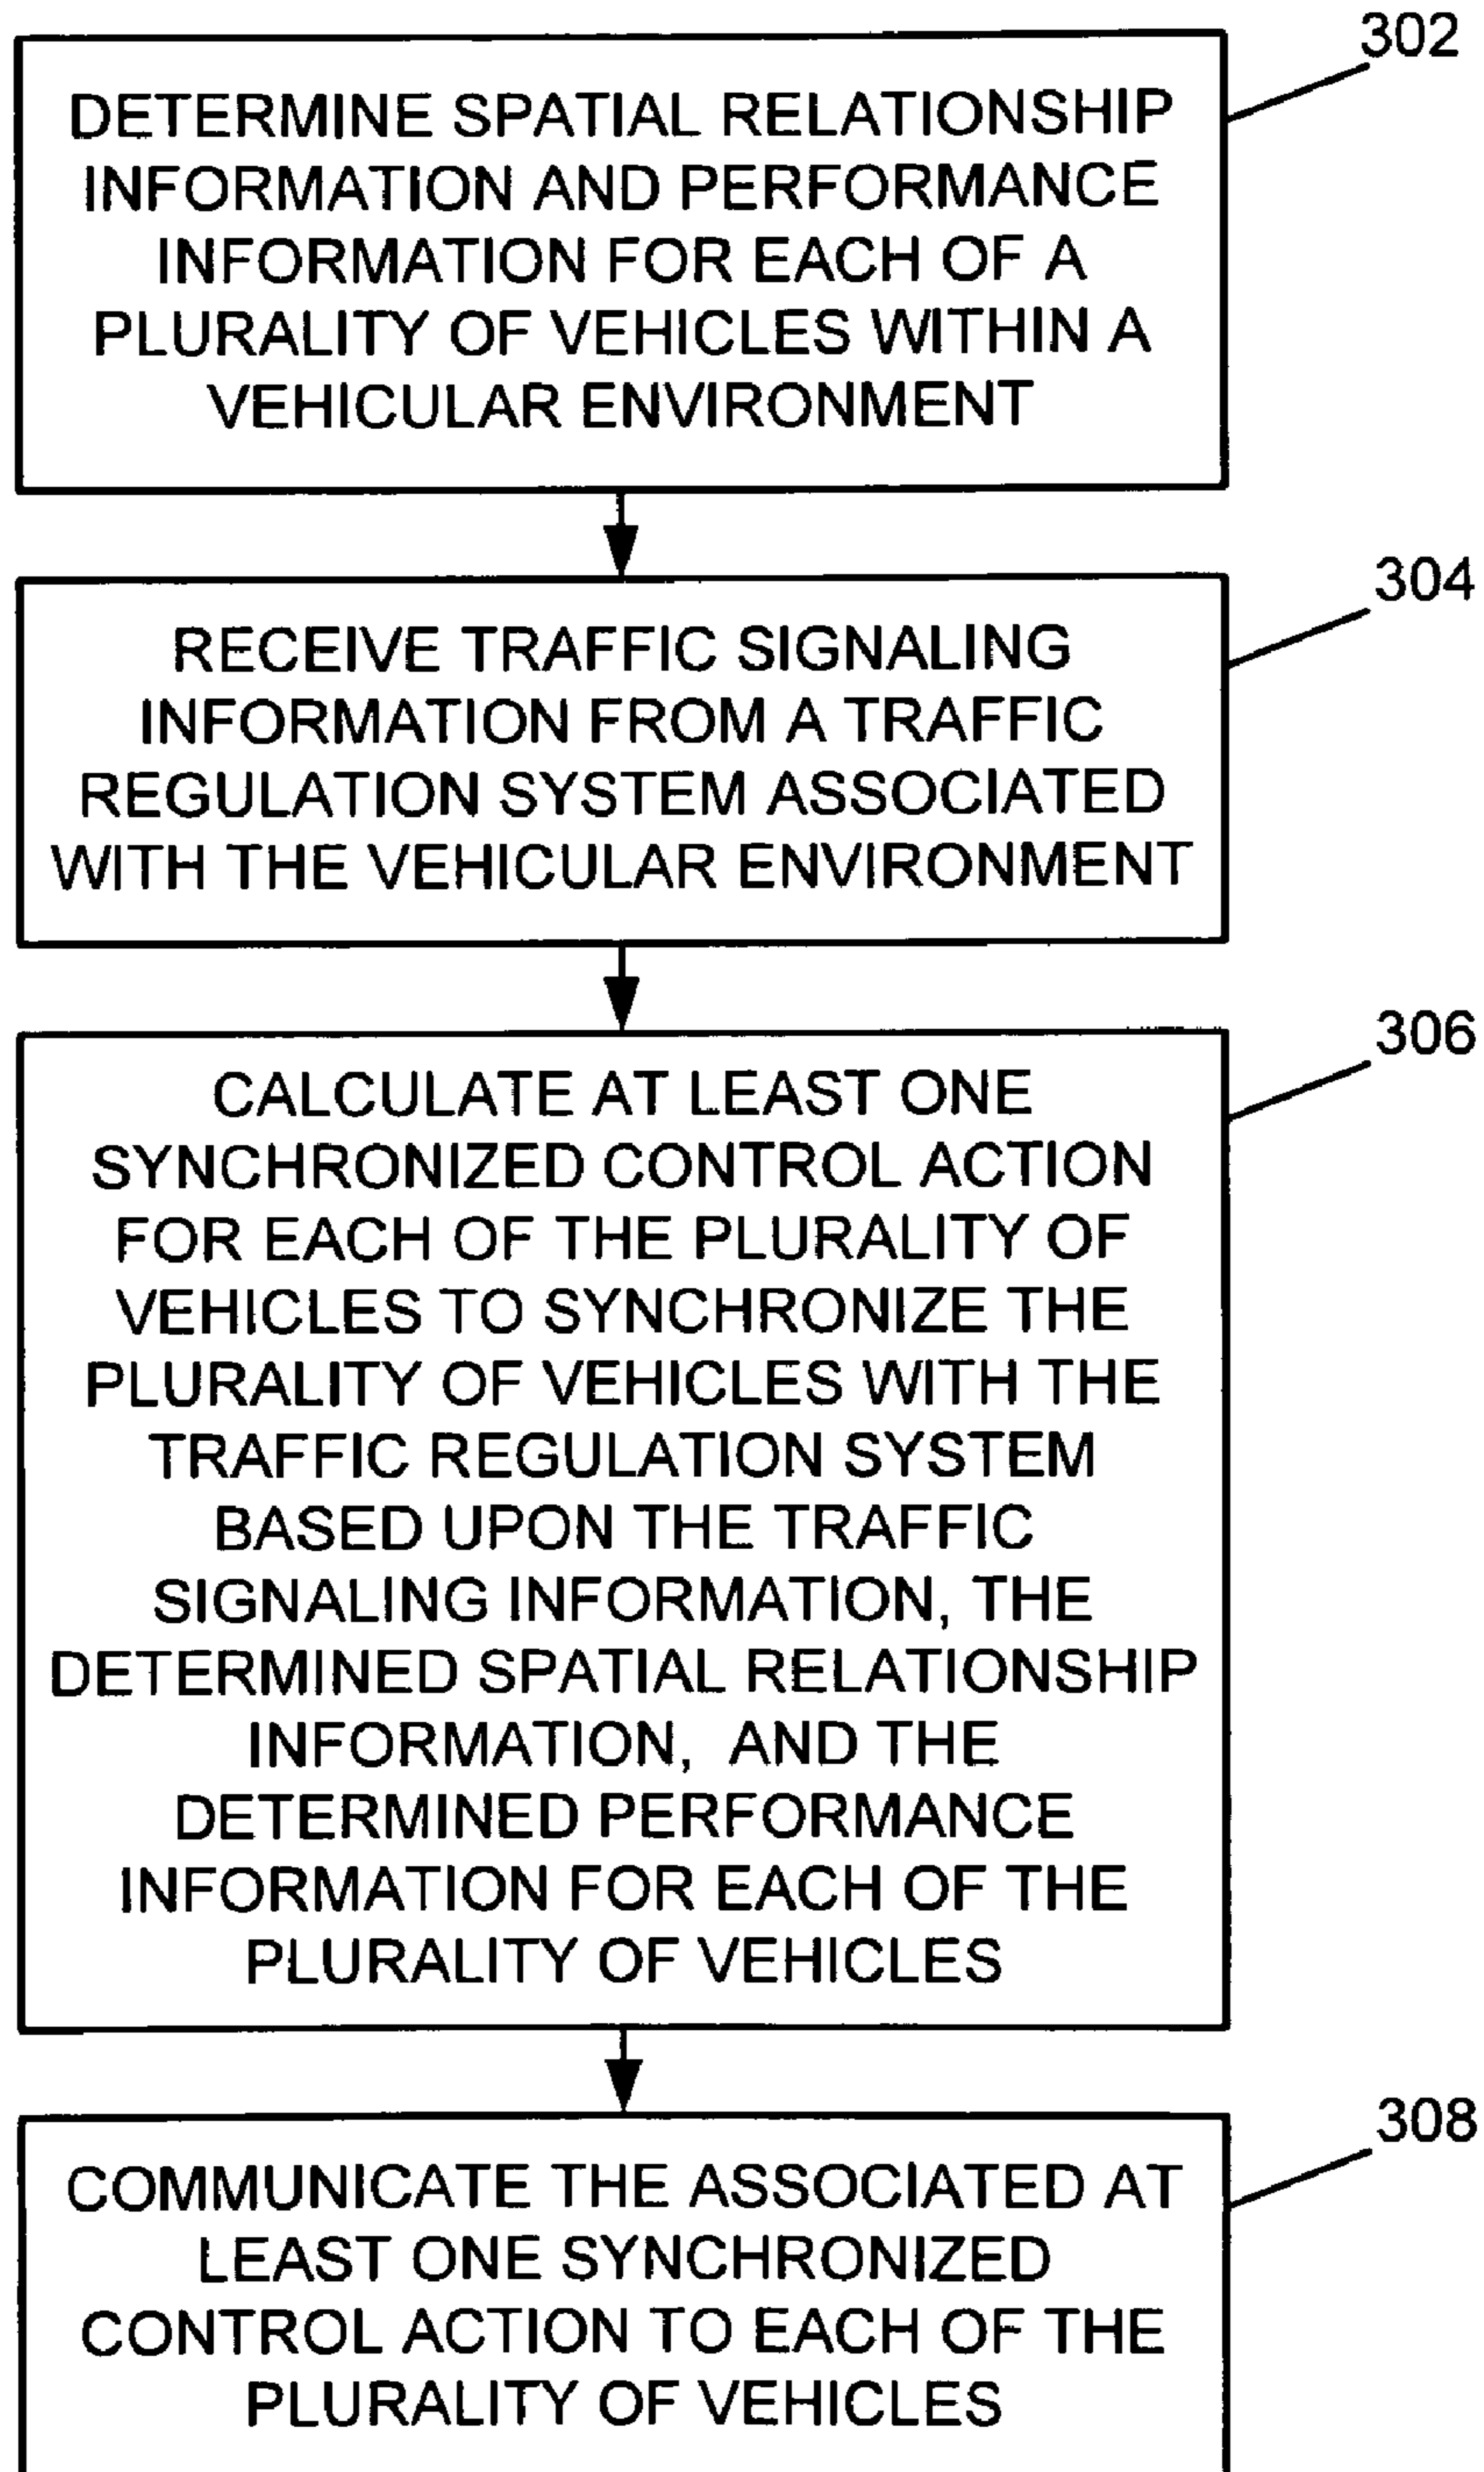 302
DETERMINE SPATIAL RELATIONSHIP
INFORMATION AND PERFORMANCE
INFORMATION FOR EACH OF A
PLURALITY OF VEHICLES WITHIN A
VEHICULAR ENVIRONMENT
304
RECEIVE TRAFFIC SIGNALING
INFORMATION FROM A TRAFFIC
REGULATION SYSTEM ASSOCIATED
WITH THE VEHICULAR ENVIRONMENT
306
CALCULATE AT LEAST ONE
SYNCHRONIZED CONTROL ACTION
FOR EACH OF THE PLURALITY OF
VEHICLES TO SYNCHRONIZE THE
PLURALITY OF VEHICLES WITH THE
TRAFFIC REGULATION SYSTEM
BASED UPON THE TRAFFIC
SIGNALING INFORMATION, THE
DETERMINED SPATIAL RELATIONSHIP
INFORMATION, AND THE
DETERMINED PERFORMANCE
INFORMATION FOR EACH OF THE
PLURALITY OF VEHICLES
308
COMMUNICATE THE ASSOCIATED AT
LEAST ONE SYNCHRONIZED
CONTROL ACTION TO EACH OF THE
PLURALITY OF VEHICLES